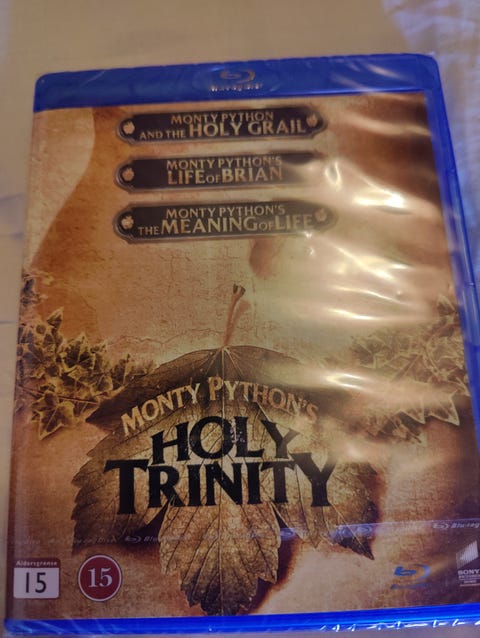 MONTY PYTHON
AND THE HOLY GRAIL
MONTY PYTHON'S
LIFE OF BRIAN
MONTY PYTHON'S
THE MEANING OF LIFE
MONTY PYTHON'S
HOLY
TRINITY
Blu-ray
Aldersgrense
15
15
SONY